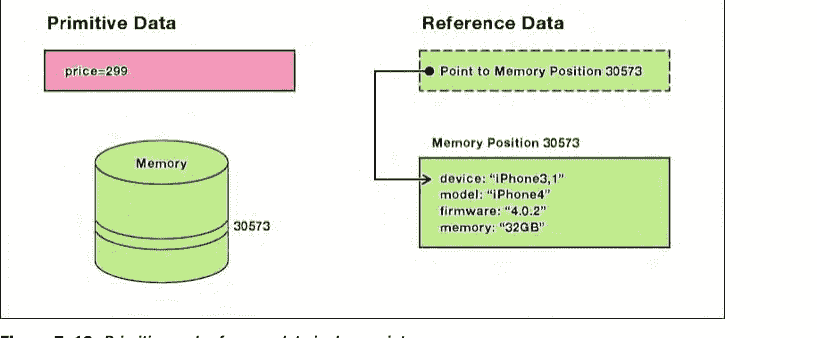 Primitive Data
Reference Data
price=299
Point to Memory Position 30573
Memory
30573
Memory Position 30573
device: “iPhone3,1”
model: “iPhone4”
firmware: “4.0.2”
memory: “32GB”